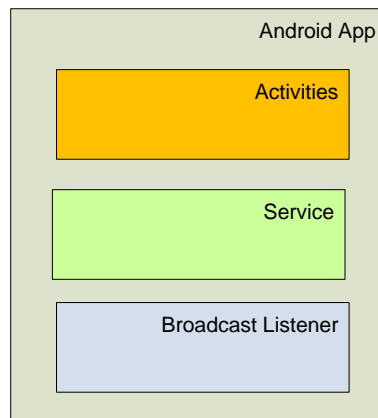 Android App
Activities
Service
Broadcast Listener